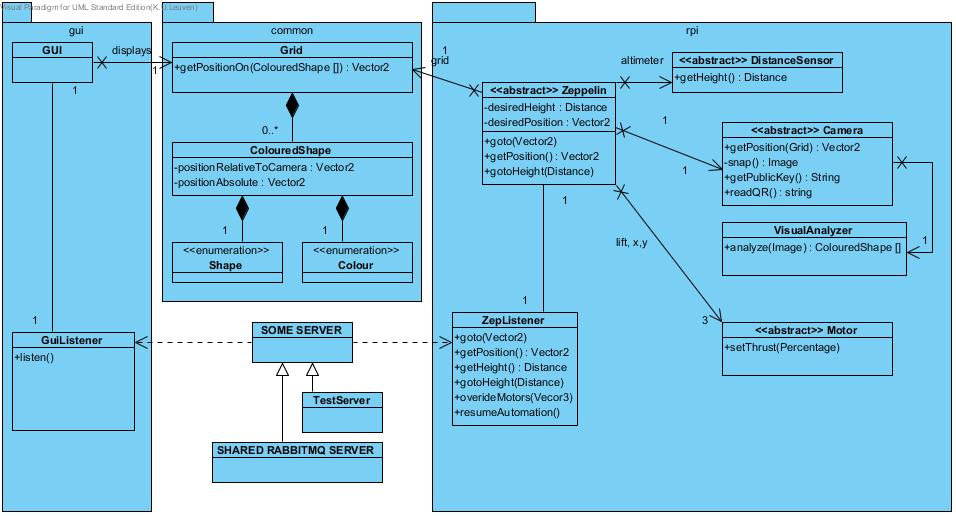 Visual Paradigm for UML Standard Edition(K.U.Leuven)
gui
GUI
1
displays
1
1
GuiListener
+listen()
common
Grid
+getPositionOn(ColouredShape []) : Vector2
0..*
ColouredShape
-positionRelativeToCamera : Vector2
-positionAbsolute : Vector2
1
1
<<enumeration>>
Shape
<<enumeration>>
Colour
SOME SERVER
TestServer
SHARED RABBITMQ SERVER
rpi
1
grid
<<abstract>> Zeppelin
-desiredHeight : Distance
-desiredPosition : Vector2
+goto(Vector2)
+getPosition() : Vector2
+gotoHeight(Distance)
altimeter
<<abstract>> DistanceSensor
+getHeight() : Distance
1
1
<<abstract>> Camera
+getPosition(Grid) : Vector2
-snap() : Image
+getPublicKey() : String
+readQR() : string
VisualAnalyzer
+analyze(Image) : ColouredShape []
1
1
lift, x,y
3
<<abstract>> Motor
+setThrust(Percentage)
1
ZepListener
+goto(Vector2)
+getPosition() : Vector2
+getHeight() : Distance
+gotoHeight(Distance)
+overideMotors(Vecor3)
+resumeAutomation()